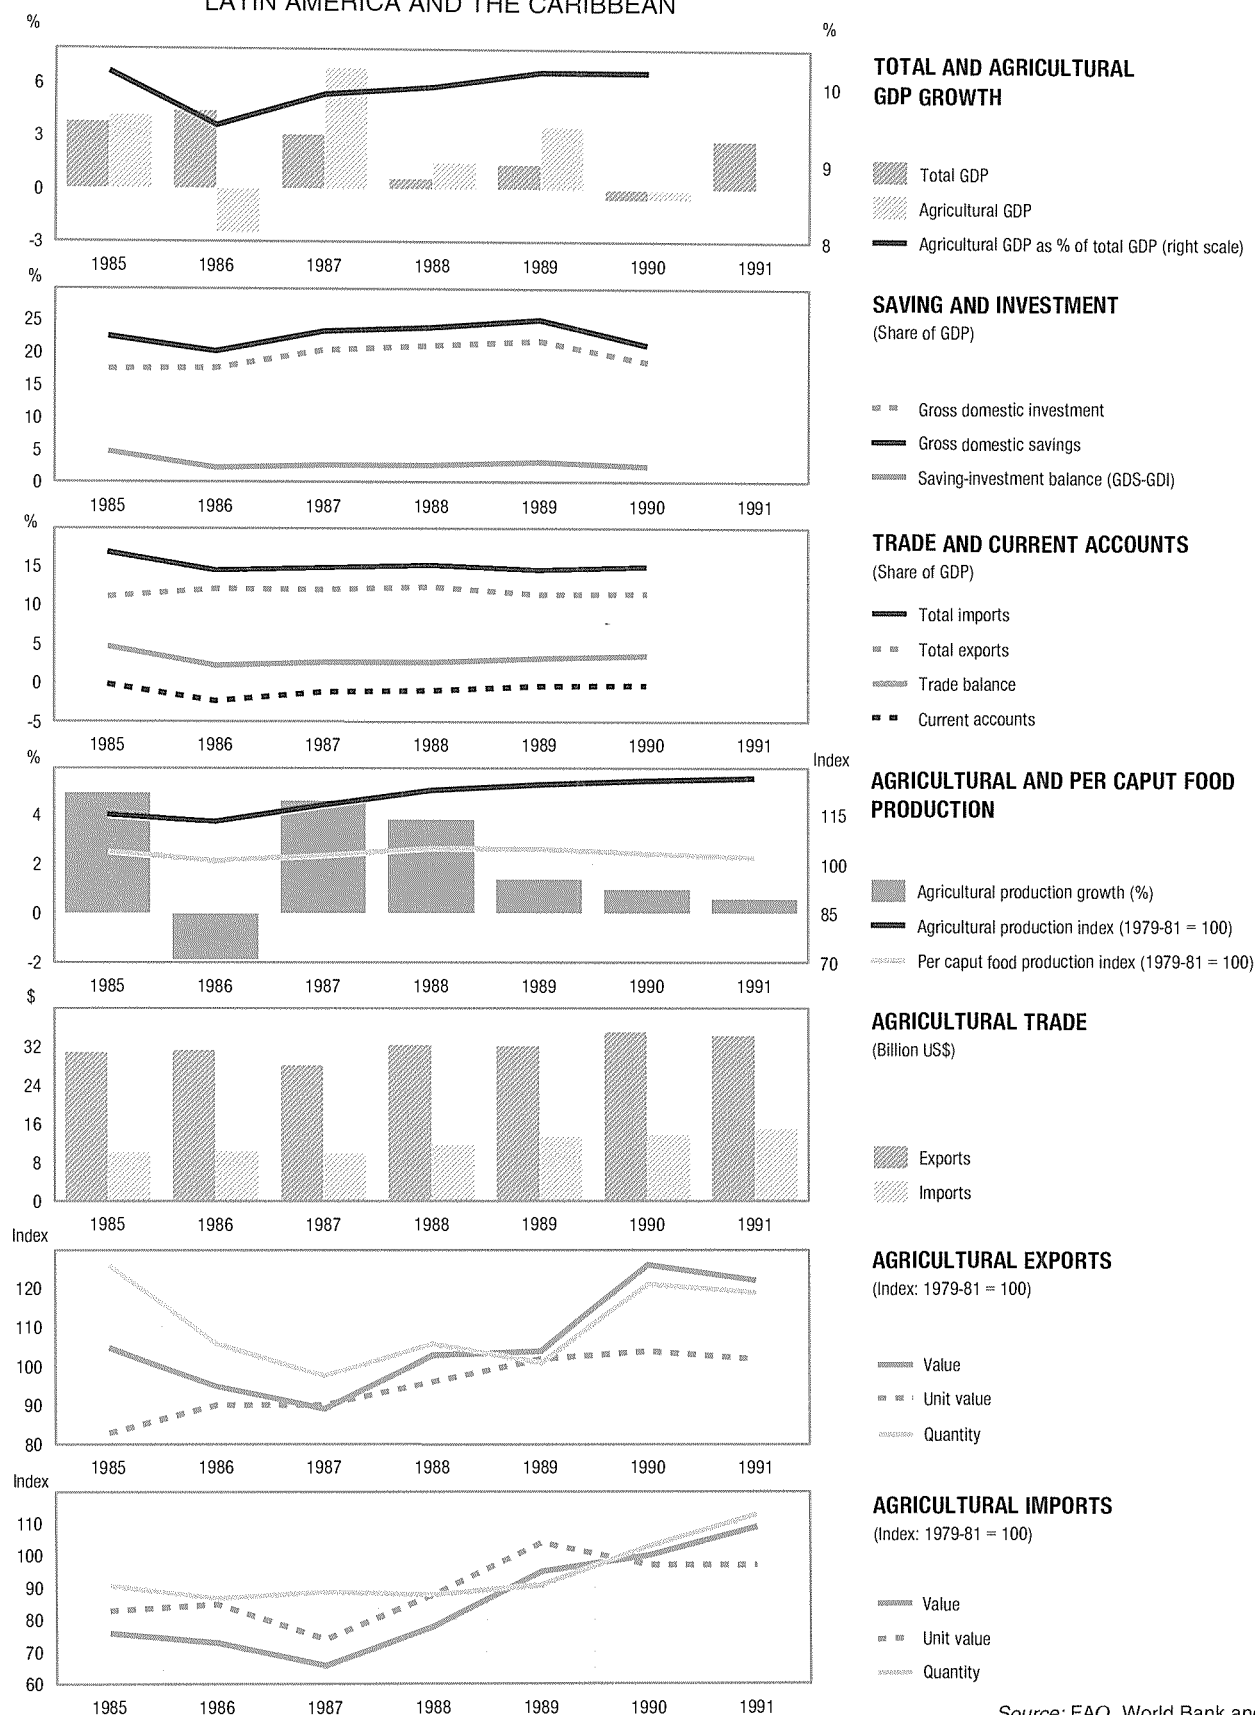 LATIN AMERICA AND THE CARIBBEAN
%
%
6
3
0
-3
10
9
8
1985 1986 1987 1988 1989 1990 1991
TOTAL AND AGRICULTURAL
GDP GROWTH
Total GDP
Agricultural GDP
Agricultural GDP as % of total GDP (right scale)
%
25
20
15
10
5
0
1985 1986 1987 1988 1989 1990 1991
SAVING AND INVESTMENT
(Share of GDP)
Gross domestic investment
Gross domestic savings
Saving-investment balance (GDS-GDI)
%
15
10
5
0
-5
1985 1986 1987 1988 1989 1990 1991
TRADE AND CURRENT ACCOUNTS
(Share of GDP)
Total imports
Total exports
Trade balance
Current accounts
%
Index
4
2
0
-2
115
100
85
70
1985 1986 1987 1988 1989 1990 1991
AGRICULTURAL AND PER CAPUT FOOD
PRODUCTION
Agricultural production growth (%)
Agricultural production index (1979-81 = 100)
Per caput food production index (1979-81 = 100)
$
32
24
16
8
0
1985 1986 1987 1988 1989 1990 1991
AGRICULTURAL TRADE
(Billion US$)
Exports
Imports
Index
120
110
100
90
80
1985 1986 1987 1988 1989 1990 1991
AGRICULTURAL EXPORTS
(Index: 1979-81 = 100)
Value
Unit value
Quantity
Index
110
100
90
80
70
60
1985 1986 1987 1988 1989 1990 1991
AGRICULTURAL IMPORTS
(Index: 1979-81 = 100)
Value
Unit value
Quantity
Source: FAO, World Bank and